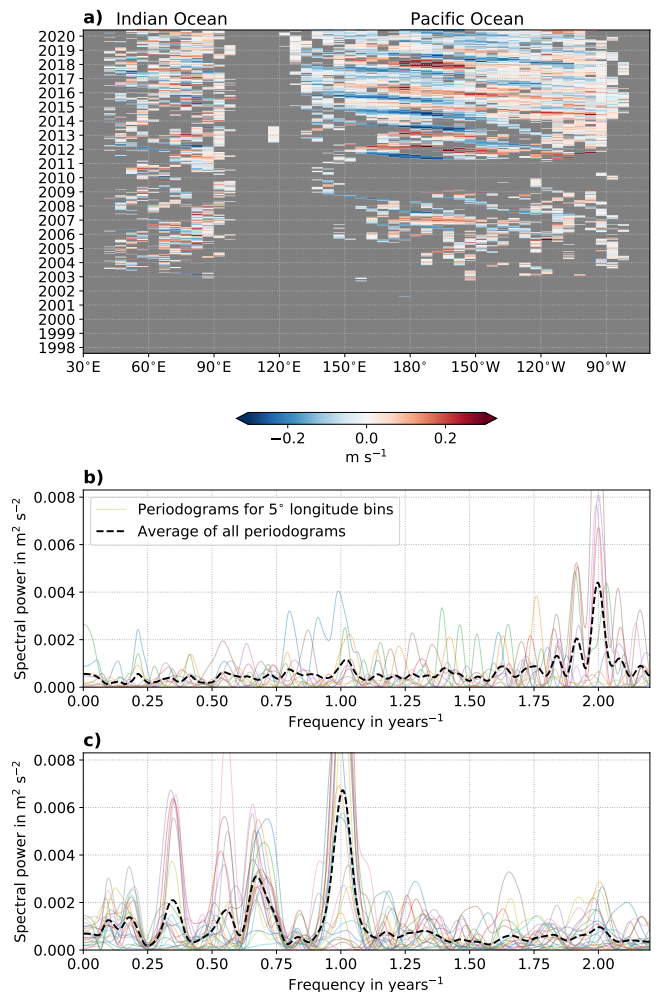 a) Indian Ocean Pacific Ocean
2020
2019
2018
2016
2015
2014
2013
2012
2011
2009
2008
2007
2006
2005
2004
2003
2002
2001
2000
1999
1998
30°E 60°E 90°E 120°E 150°E 180° 150°W 120°W 90°W
−0.2 0.0 0.2
m s⁻¹
b)
Spectral power in m² s⁻²
0.008
0.006
0.004
0.002
0.000
Periodograms for 5° longitude bins
Average of all periodograms
0.00 0.25 0.50 0.75 1.00 1.25 1.50 1.75 2.00
Frequency in years⁻¹
c)
Spectral power in m² s⁻²
0.008
0.006
0.004
0.002
0.000
0.00 0.25 0.50 0.75 1.00 1.25 1.50 1.75 2.00
Frequency in years⁻¹